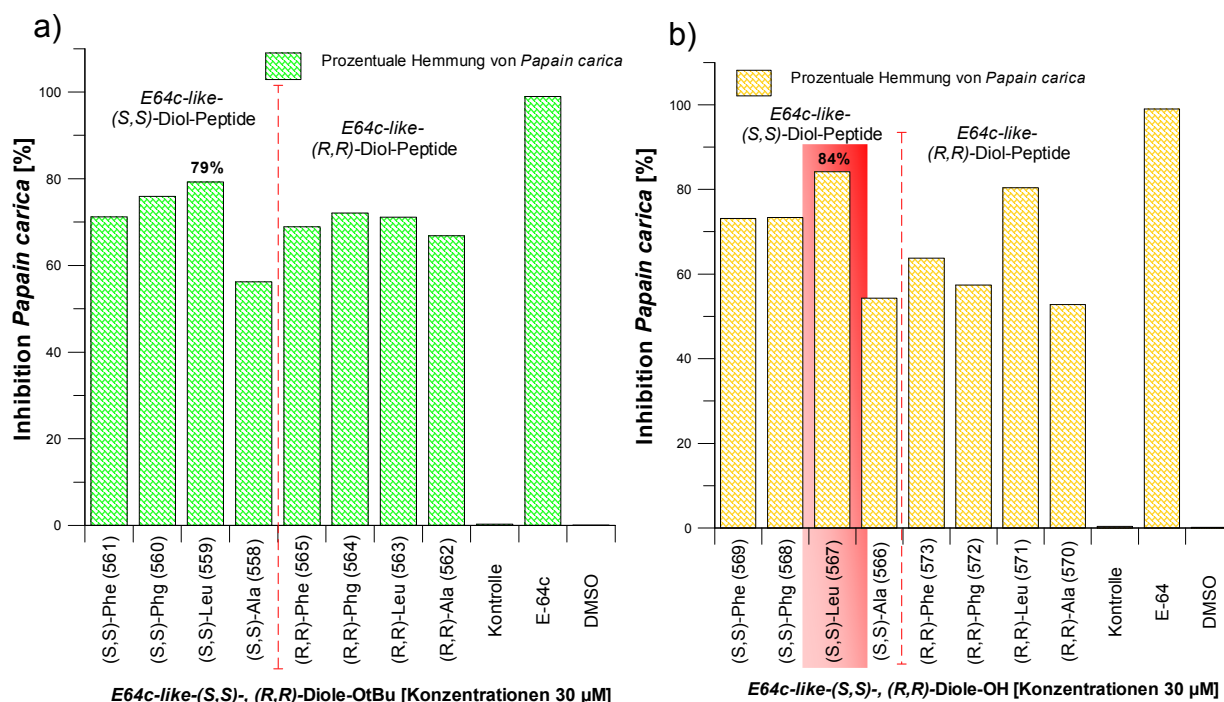 a)
Prozentuale Hemmung von Papain carica
E64c-like-
(S,S)-Diol-Peptide
E64c-like-
(R,R)-Diol-Peptide
79%
Inhibition Papain carica [%]
100
80
60
40
20
0
(S,S)-Phe (561)
(S,S)-Phg (560)
(S,S)-Leu (559)
(S,S)-Ala (558)
(R,R)-Phe (565)
(R,R)-Phg (564)
(R,R)-Leu (563)
(R,R)-Ala (562)
Kontrolle
E-64c
DMSO
E64c-like-(S,S)-, (R,R)-Diole-OtBu [Konzentrationen 30 µM]
b)
Prozentuale Hemmung von Papain carica
E64c-like-
(S,S)-Diol-Peptide
E64c-like-
(R,R)-Diol-Peptide
84%
Inhibition Papain carica [%]
100
80
60
40
20
0
(S,S)-Phe (569)
(S,S)-Phg (568)
(S,S)-Leu (567)
(S,S)-Ala (566)
(R,R)-Phe (573)
(R,R)-Phg (572)
(R,R)-Leu (571)
(R,R)-Ala (570)
Kontrolle
E-64
DMSO
E64c-like-(S,S)-, (R,R)-Diole-OH [Konzentrationen 30 µM]